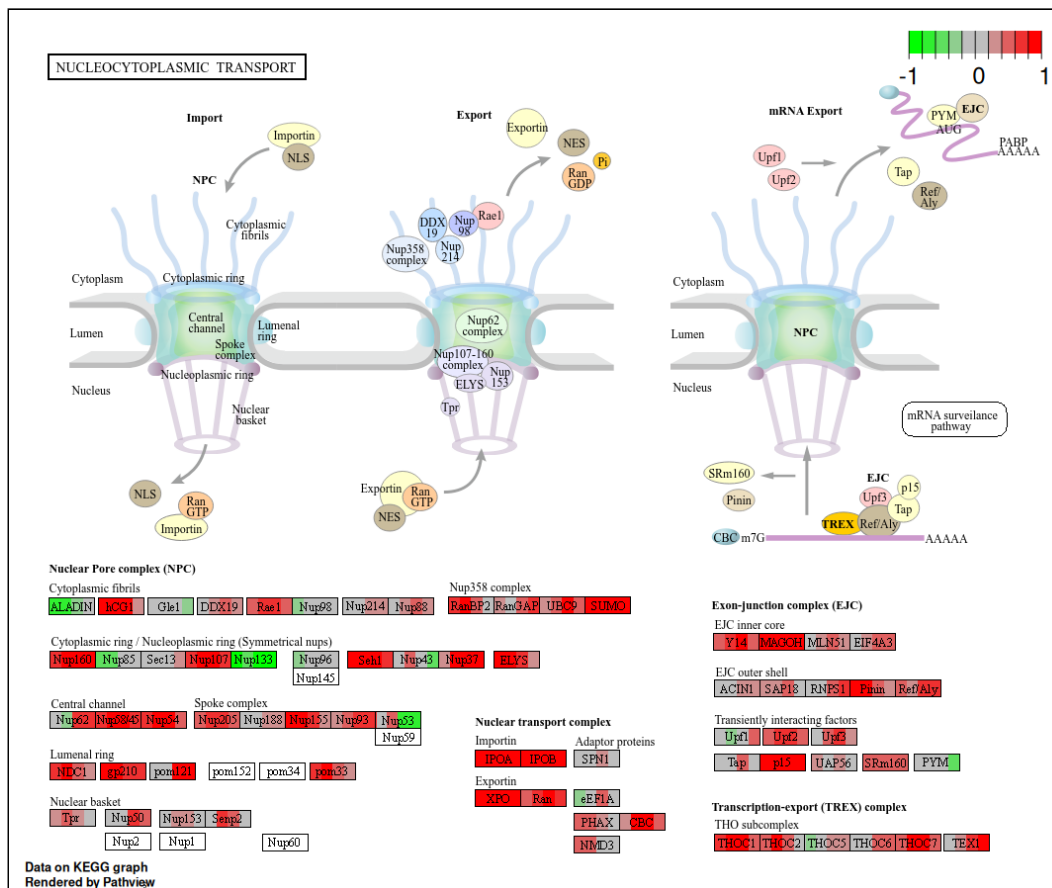 NUCLEOCYTOPLASMIC TRANSPORT
-1 0 1
Import
Importin
NLS
NPC
Cytoplasmic
fibrils
Cytoplasm
Cytoplasmic ring
Central
channel
Lumen
Lumenal
ring
Spoke
complex
Nucleoplasmic ring
Nucleus
Nuclear
basket
NLS
Ran
GTP
Importin
Export
Exportin
NES
Pi
Ran
GDP
DDX
19
Nup
98
Rae1
Nup
214
Nup358
complex
Nup62
complex
Nup107-160
complex
Nup
153
ELYS
Tpr
Exportin
Ran
GTP
NES
mRNA Export
PYM
EJC
AUG
PABP
AAAAA
Upf1
Upf2
Tap
Ref/
Aly
Cytoplasm
Lumen
NPC
Nucleus
mRNA surveilance
pathway
SRm160
Pinin
EJC
Upf3
p15
Tap
TREX
Ref/Aly
CBC m7G
AAAAA
Nuclear Pore complex (NPC)
Cytoplasmic fibrils
ALADIN hCG1 Gle1 DDX19 Rae1 Nup98 Nup214 Nup88
Nup358 complex
RanBP2 RanGAP UBC9 SUMO
Cytoplasmic ring / Nucleoplasmic ring (Symmetrical nups)
Nup160 Nup85 Sec13 Nup107 Nup133 Nup96 Seh1 Nup43 Nup37 ELYS
Nup145
Central channel
Nup62 Nup58/45 Nup54
Spoke complex
Nup205 Nup188 Nup155 Nup93 Nup53
Nup59
Lumenal ring
NDC1 gp210 pom121 pom152 pom34 pom33
Nuclear basket
Tpr Nup50 Nup153 Senp2
Nup2 Nup1 Nup60
Nuclear transport complex
Importin
IPOA IPOB
Adaptor proteins
SPN1
Exportin
XPO Ran eEF1A
PHAX CBC
NMD3
Exon-junction complex (EJC)
EJC inner core
Y14 MAGOH MLN51 EIF4A3
EJC outer shell
ACIN1 SAP18 RNPS1 Pinin Ref/Aly
Transiently interacting factors
Upf1 Upf2 Upf3
Tap p15 UAP56 SRm160 PYM
Transcription-export (TREX) complex
THO subcomplex
THOC1 THOC2 THOC5 THOC6 THOC7 TEX1
Data on KEGG graph
Rendered by Pathview